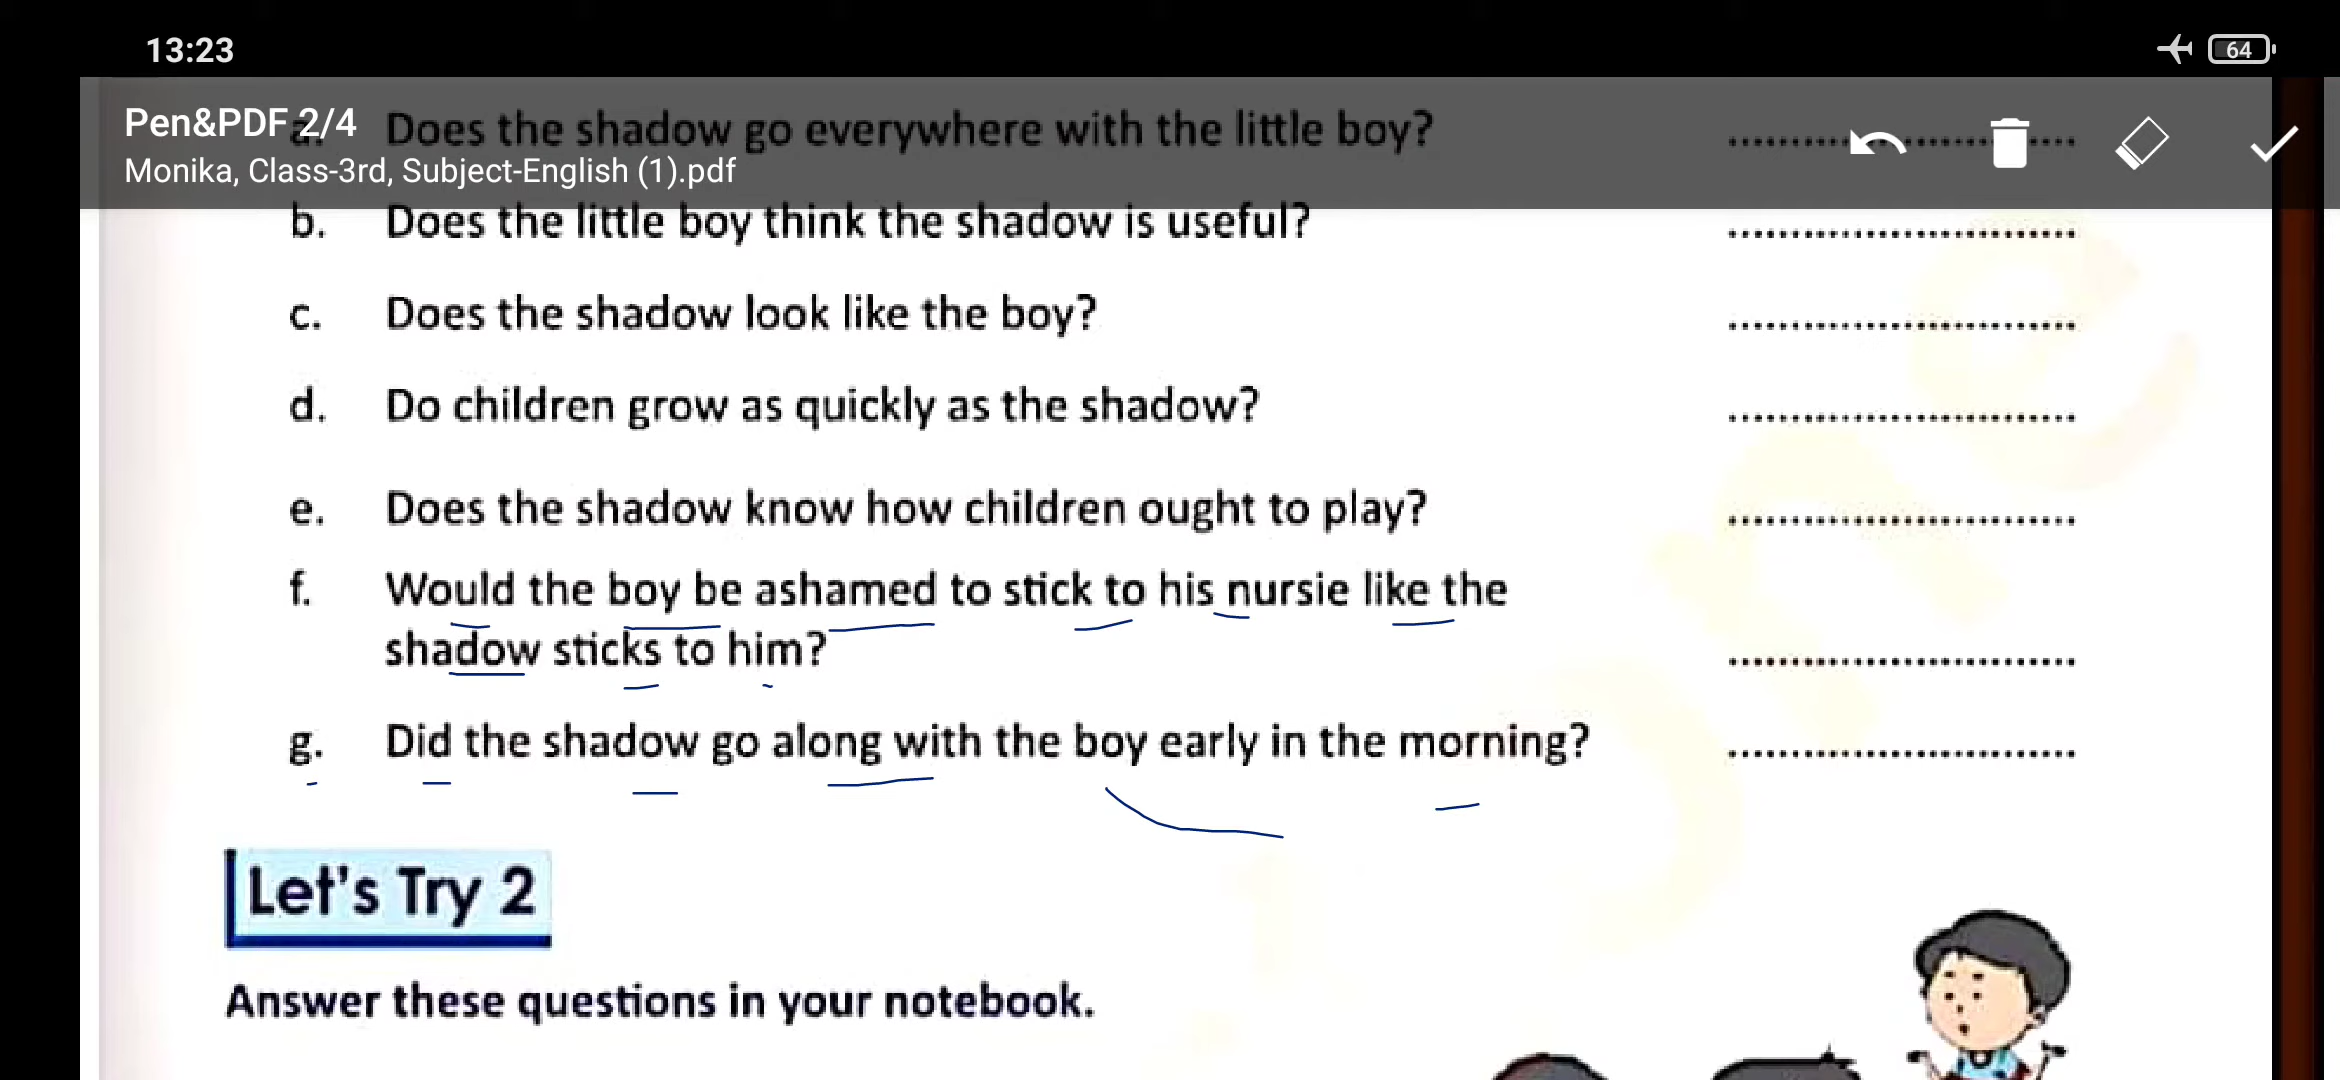 13:23
64
Pen&PDF 2/4
Monika, Class-3rd, Subject-English (1).pdf
a. Does the shadow go everywhere with the little boy? ............................
b. Does the little boy think the shadow is useful? ............................
c. Does the shadow look like the boy? ............................
d. Do children grow as quickly as the shadow? ............................
e. Does the shadow know how children ought to play? ............................
f. Would the boy be ashamed to stick to his nursie like the
shadow sticks to him? ............................
g. Did the shadow go along with the boy early in the morning? ............................
Let's Try 2
Answer these questions in your notebook.